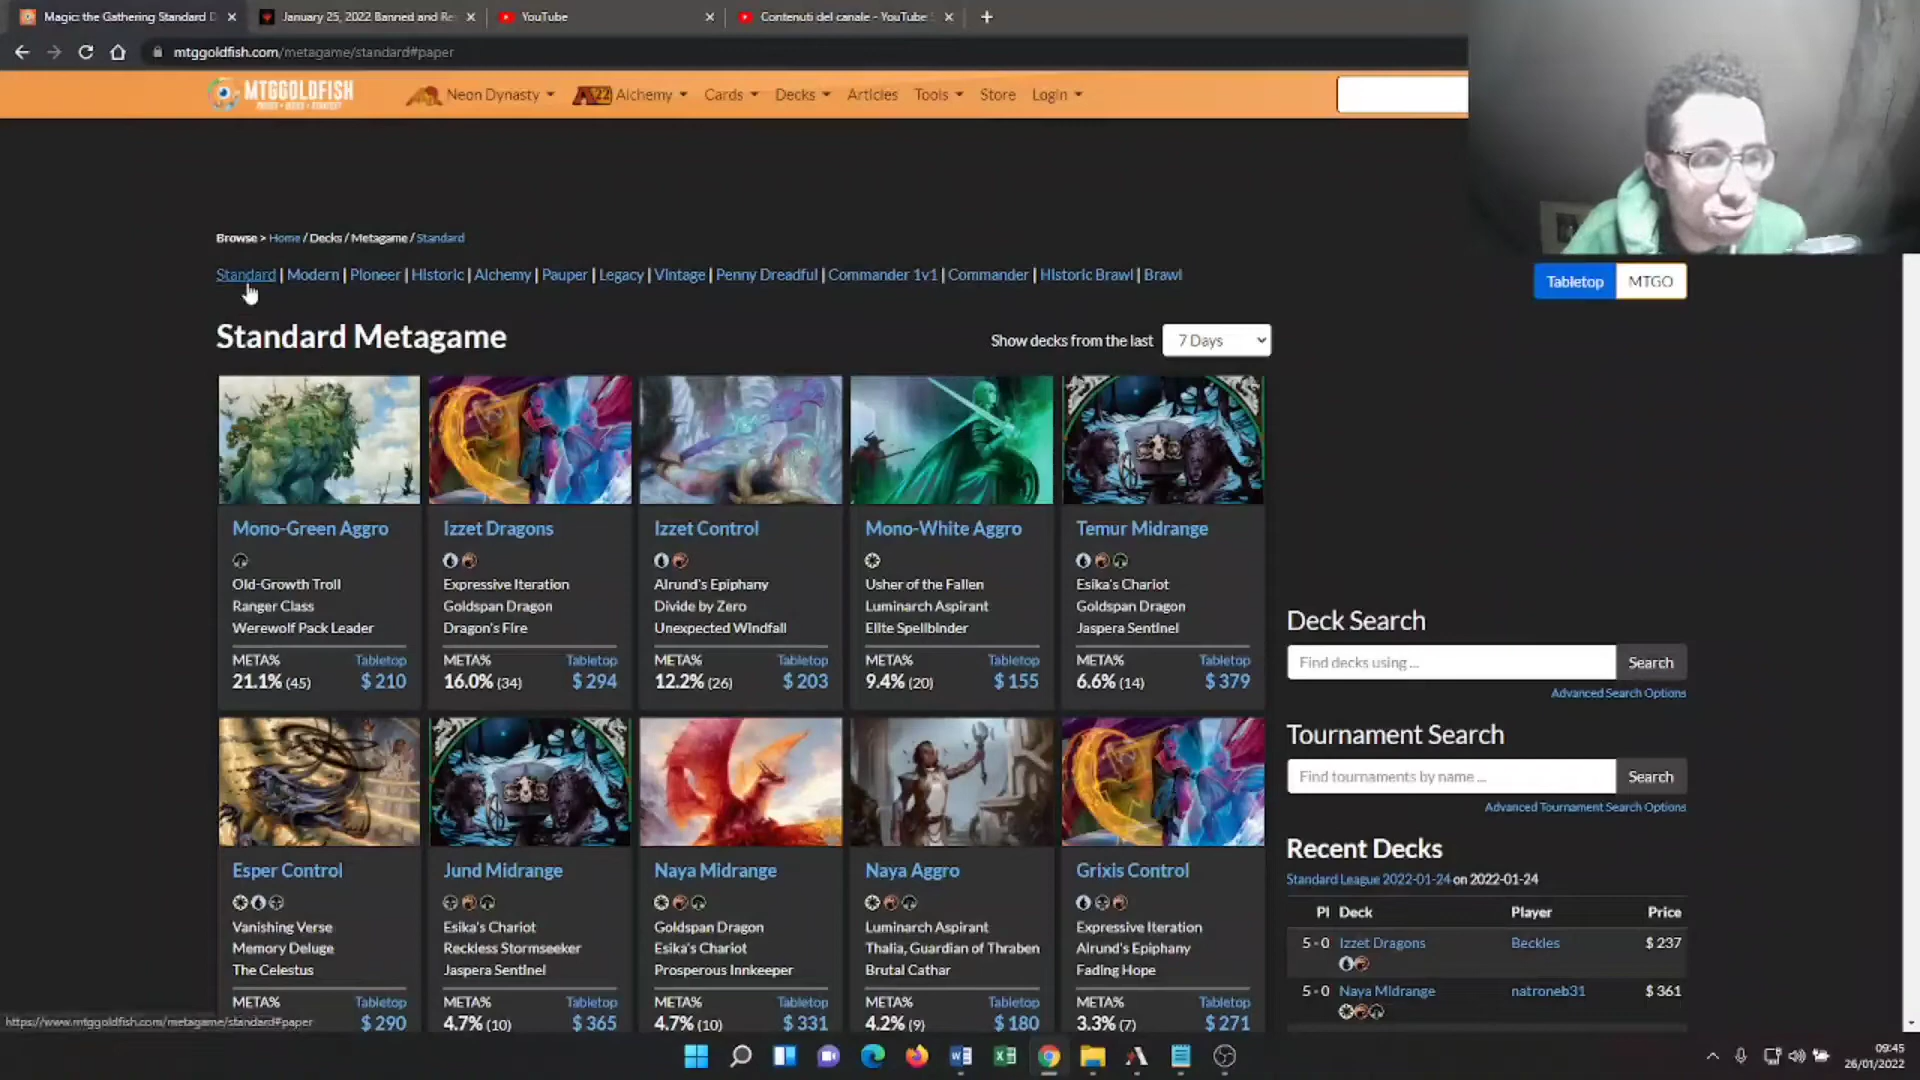 Magic: the Gathering Standard D
January 25, 2022 Banned and Re
YouTube
Contenuti del canale - YouTube
mtggoldfish.com/metagame/standard#paper
MTGGOLDFISH
Neon Dynasty
Alchemy
Cards
Decks
Articles
Tools
Store
Login
Browse > Home / Decks / Metagame / Standard
Standard | Modern | Pioneer | Historic | Alchemy | Pauper | Legacy | Vintage | Penny Dreadful | Commander 1v1 | Commander | Historic Brawl | Brawl
Tabletop MTGO
Standard Metagame
Show decks from the last 7 Days
Mono-Green Aggro
Old-Growth Troll
Ranger Class
Werewolf Pack Leader
META% Tabletop
21.1% (45) $ 210
Izzet Dragons
Expressive Iteration
Goldspan Dragon
Dragon's Fire
META% Tabletop
16.0% (34) $ 294
Izzet Control
Alrund's Epiphany
Divide by Zero
Unexpected Windfall
META% Tabletop
12.2% (26) $ 203
Mono-White Aggro
Usher of the Fallen
Luminarch Aspirant
Elite Spellbinder
META% Tabletop
9.4% (20) $ 155
Temur Midrange
Esika's Chariot
Goldspan Dragon
Jaspera Sentinel
META% Tabletop
6.6% (14) $ 379
Esper Control
Vanishing Verse
Memory Deluge
The Celestus
META% Tabletop
$ 290
Jund Midrange
Esika's Chariot
Reckless Stormseeker
Jaspera Sentinel
META% Tabletop
4.7% (10) $ 365
Naya Midrange
Goldspan Dragon
Esika's Chariot
Prosperous Innkeeper
META% Tabletop
4.7% (10) $ 331
Naya Aggro
Luminarch Aspirant
Thalia, Guardian of Thraben
Brutal Cathar
META% Tabletop
4.2% (9) $ 180
Grixis Control
Expressive Iteration
Alrund's Epiphany
Fading Hope
META% Tabletop
3.3% (7) $ 271
Deck Search
Find decks using ... Search
Advanced Search Options
Tournament Search
Find tournaments by name ... Search
Advanced Tournament Search Options
Recent Decks
Standard League 2022-01-24 on 2022-01-24
Pl Deck Player Price
5 - 0 Izzet Dragons Beckles $ 237
5 - 0 Naya Midrange natroneb31 $ 361
https://www.mtggoldfish.com/metagame/standard#paper
09:45
26/01/2022